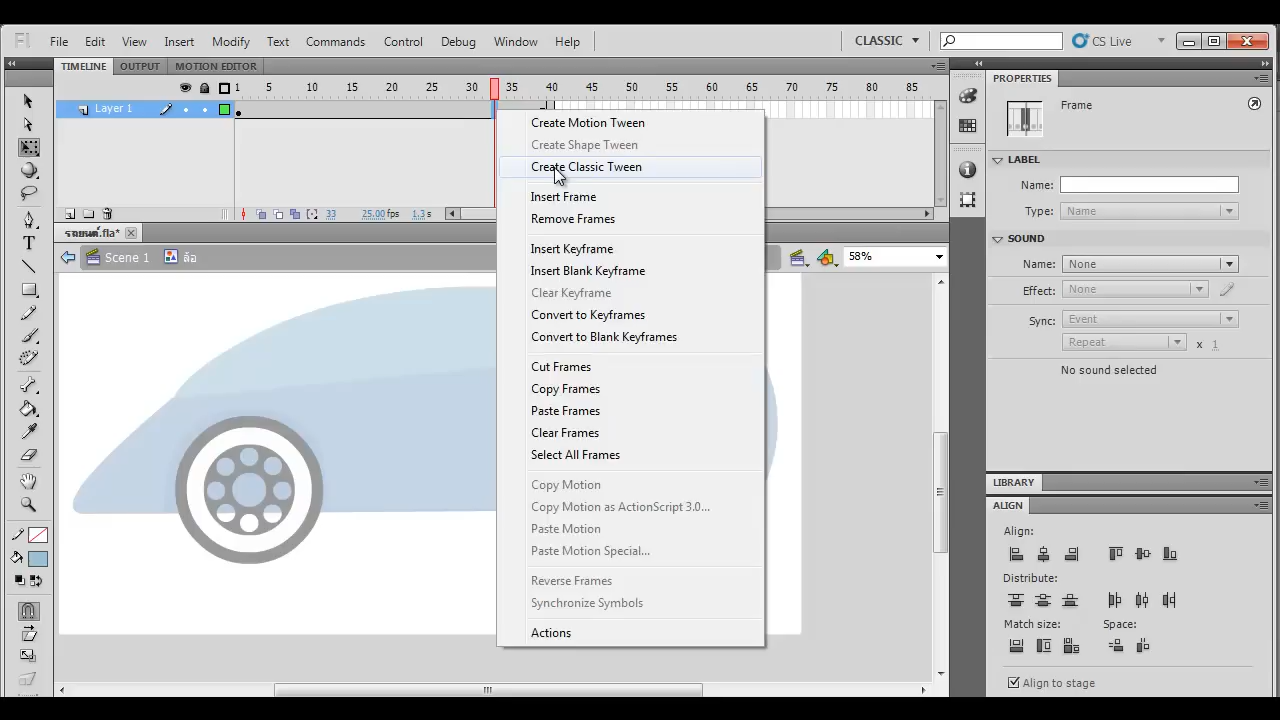 Fl File Edit View Insert Modify Text Commands Control Debug Window Help CLASSIC CS Live
TIMELINE OUTPUT MOTION EDITOR
1 5 10 15 20 25 30 35 40 45 50 55 60 65 70 75 80 85
Layer 1
33 25.00 fps 1.3 s
รถยนต์.fla*
Scene 1 ล้อ 58%
Create Motion Tween
Create Shape Tween
Create Classic Tween
Insert Frame
Remove Frames
Insert Keyframe
Insert Blank Keyframe
Clear Keyframe
Convert to Keyframes
Convert to Blank Keyframes
Cut Frames
Copy Frames
Paste Frames
Clear Frames
Select All Frames
Copy Motion
Copy Motion as ActionScript 3.0...
Paste Motion
Paste Motion Special...
Reverse Frames
Synchronize Symbols
Actions
PROPERTIES
Frame
LABEL
Name:
Type: Name
SOUND
Name: None
Effect: None
Sync: Event
Repeat x 1
No sound selected
LIBRARY
ALIGN
Align:
Distribute:
Match size: Space:
Align to stage